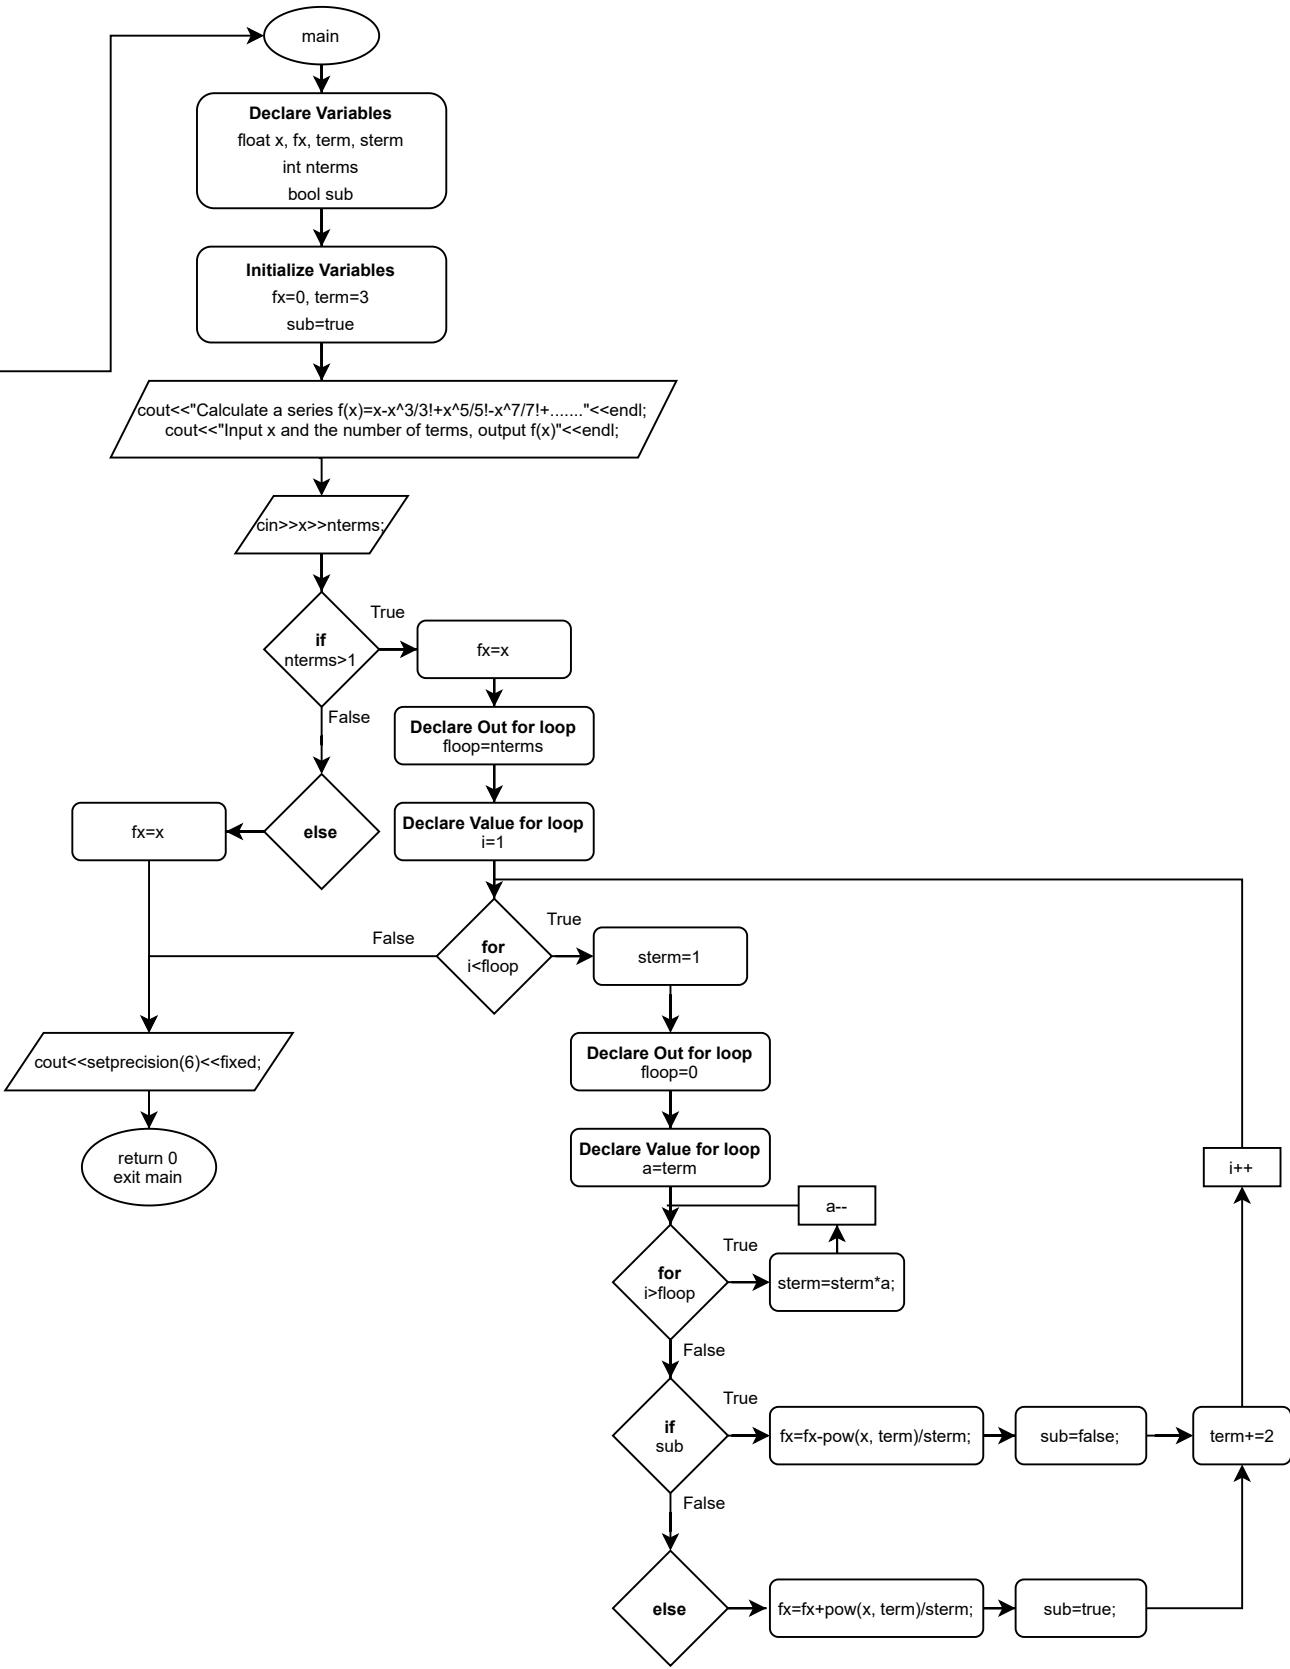 main
Declare Variables
float x, fx, term, sterm
int nterms
bool sub
Initialize Variables
fx=0, term=3
sub=true
cout<<"Calculate a series f(x)=x-x^3/3!+x^5/5!-x^7/7!+......."<<endl;
cout<<"Input x and the number of terms, output f(x)"<<endl;
cin>>x>>nterms;
if
nterms>1
True
fx=x
False
Declare Out for loop
floop=nterms
else
fx=x
Declare Value for loop
i=1
for
i<floop
False
True
sterm=1
cout<<setprecision(6)<<fixed;
return 0
exit main
Declare Out for loop
floop=0
Declare Value for loop
a=term
i++
a--
for
i>floop
True
sterm=sterm*a;
False
if
sub
True
fx=fx-pow(x, term)/sterm;
sub=false;
term+=2
False
else
fx=fx+pow(x, term)/sterm;
sub=true;